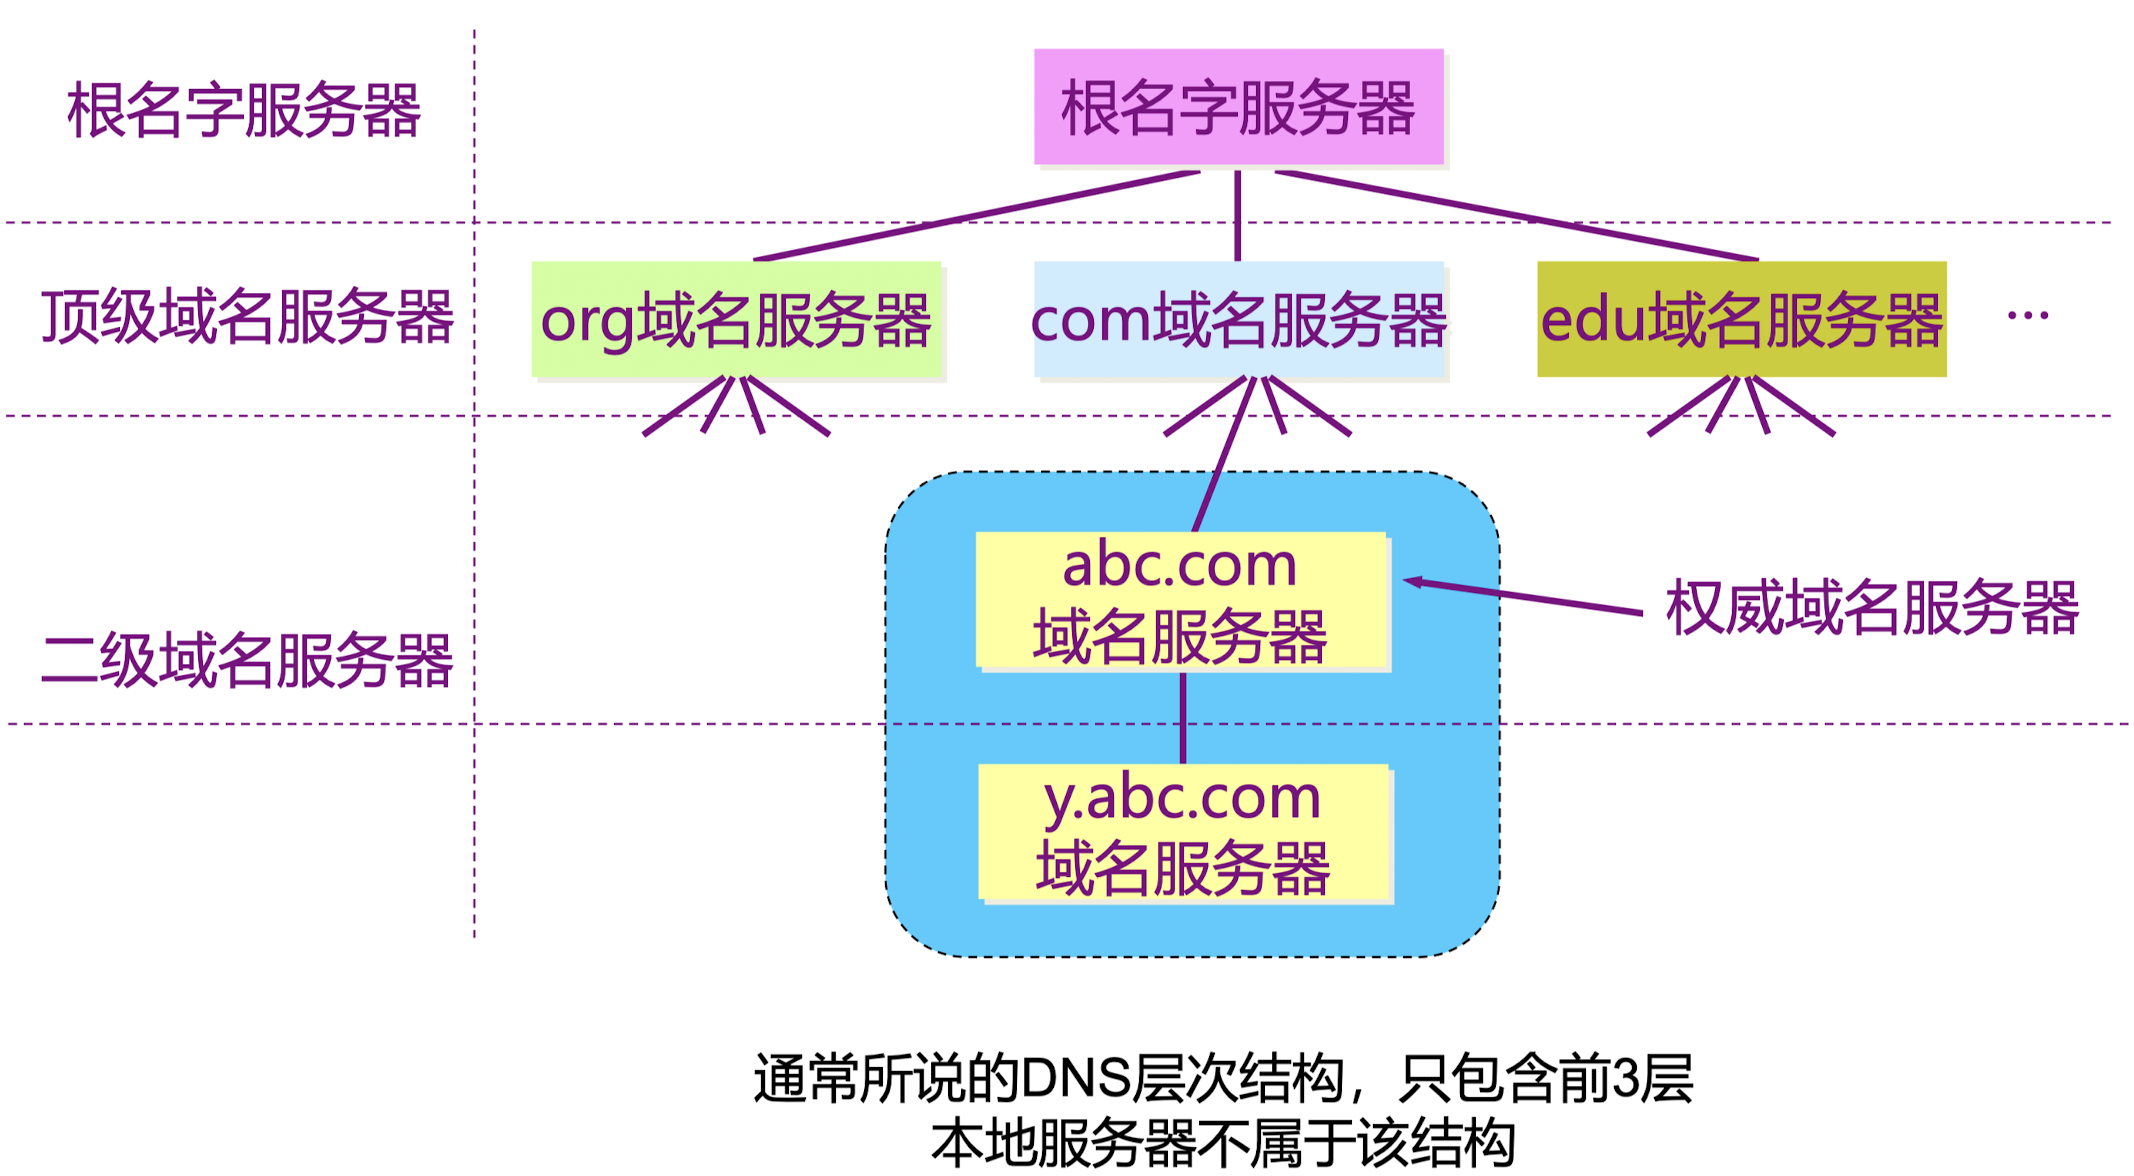 根名字服务器
根名字服务器
顶级域名服务器
org域名服务器
com域名服务器
edu域名服务器
...
二级域名服务器
abc.com
域名服务器
权威域名服务器
y.abc.com
域名服务器
通常所说的DNS层次结构，只包含前3层
本地服务器不属于该结构